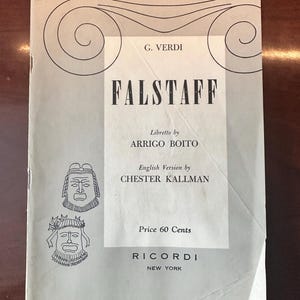 G. VERDI
FALSTAFF
Libretto by
ARRIGO BOITO
English Version by
CHESTER KALLMAN
Price 60 Cents
RICORDI
NEW YORK